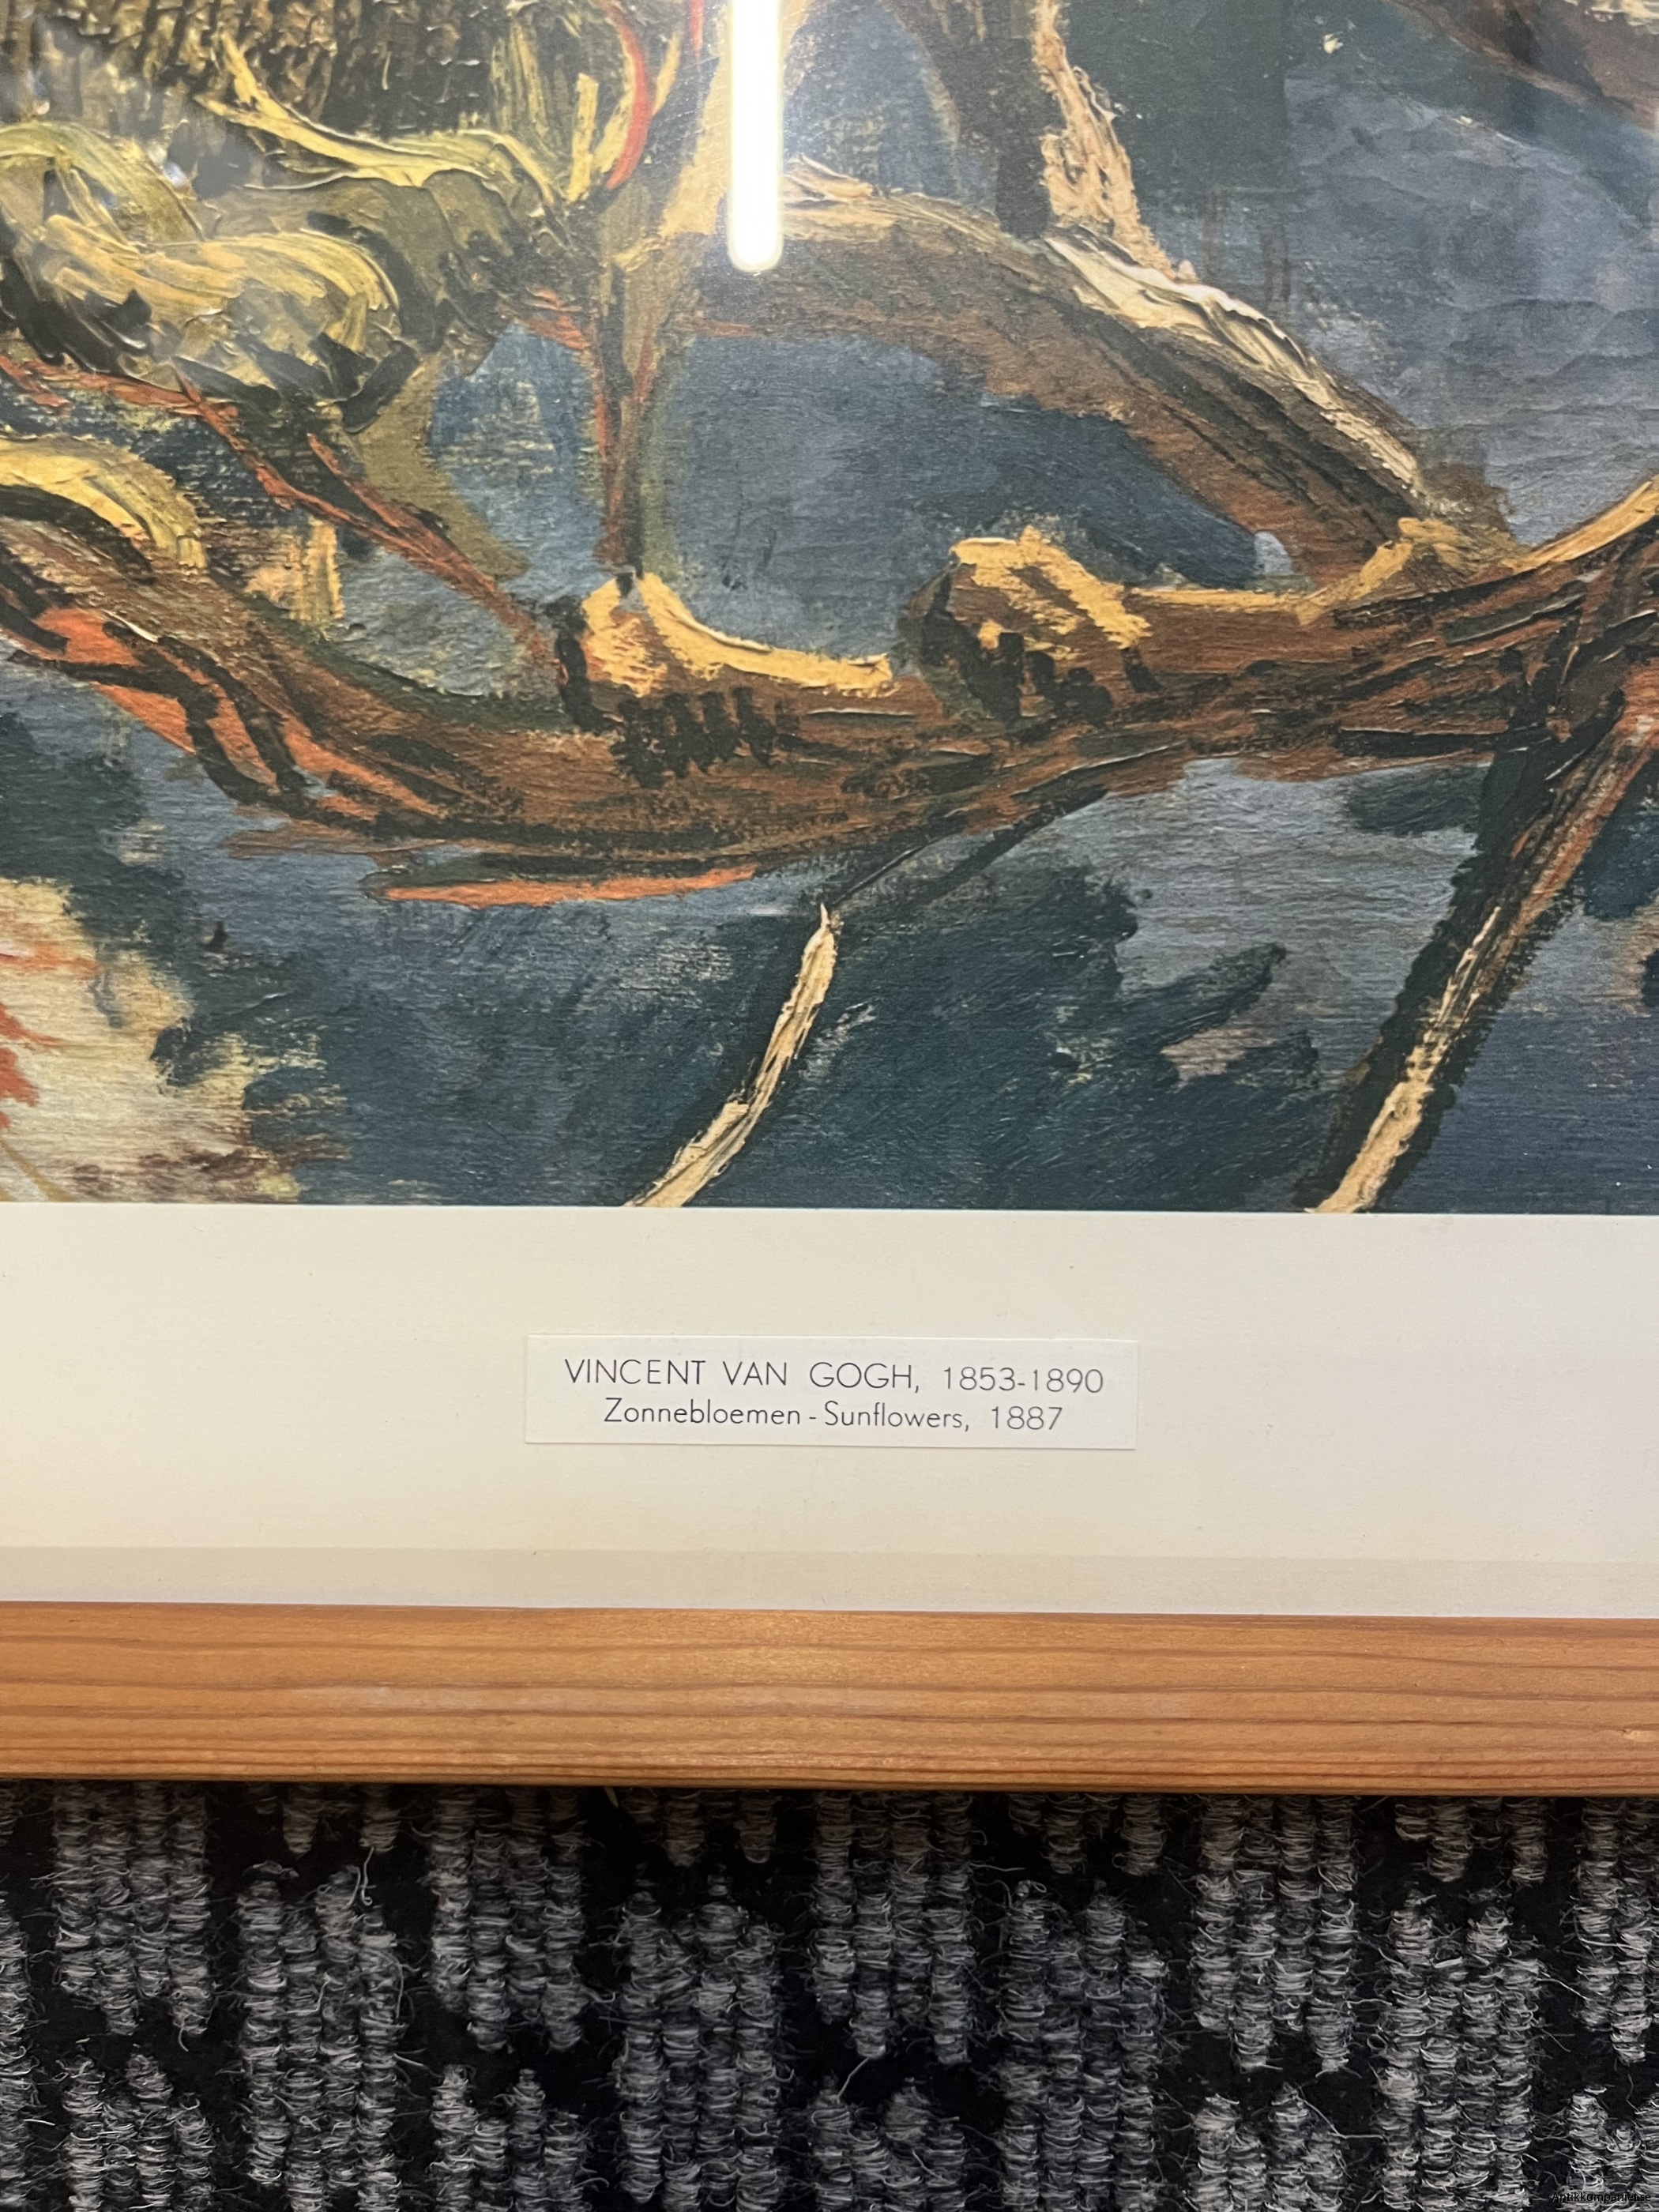 VINCENT VAN GOGH, 1853-1890
Zonnebloemen - Sunflowers, 1887